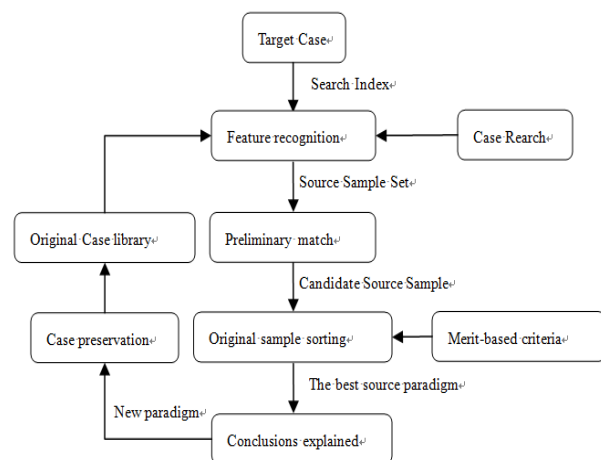 Target Case
Search Index
Feature recognition
Case Rearch
Source Sample Set
Original Case library
Preliminary match
Candidate Source Sample
Case preservation
Original sample sorting
Merit-based criteria
The best source paradigm
New paradigm
Conclusions explained